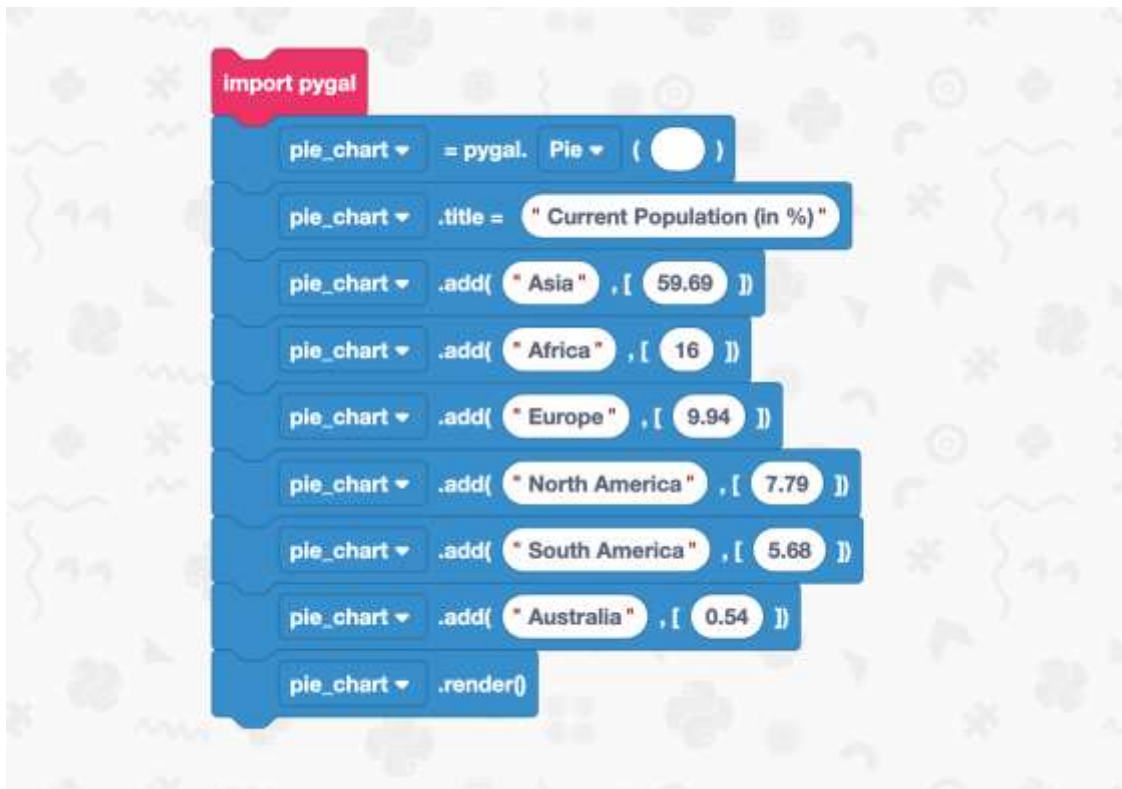 import pygal
pie_chart = pygal. Pie ( )
pie_chart .title = " Current Population (in %) "
pie_chart .add( " Asia " , [ 59.69 ])
pie_chart .add( " Africa " , [ 16 ])
pie_chart .add( " Europe " , [ 9.94 ])
pie_chart .add( " North America " , [ 7.79 ])
pie_chart .add( " South America " , [ 5.68 ])
pie_chart .add( " Australia " , [ 0.54 ])
pie_chart .render()